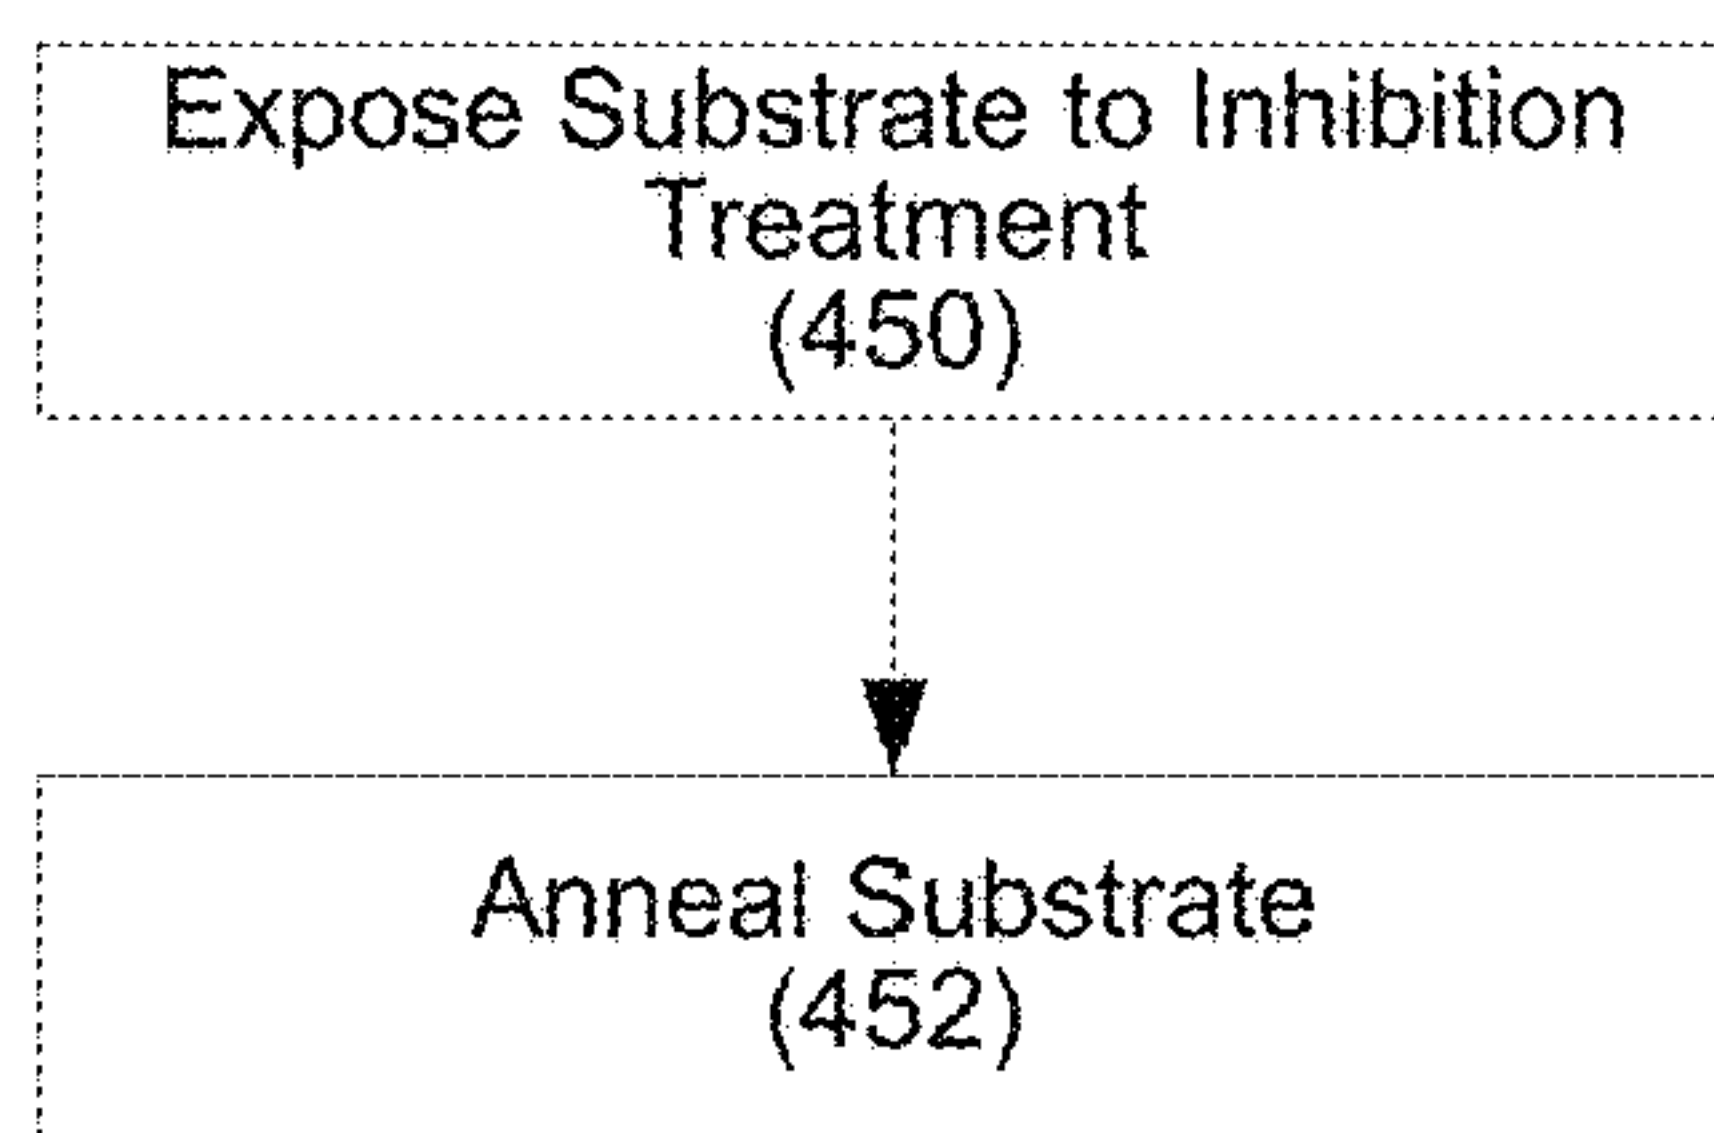 Expose Substrate to Inhibition
Treatment
(450)
Anneal Substrate
(452)